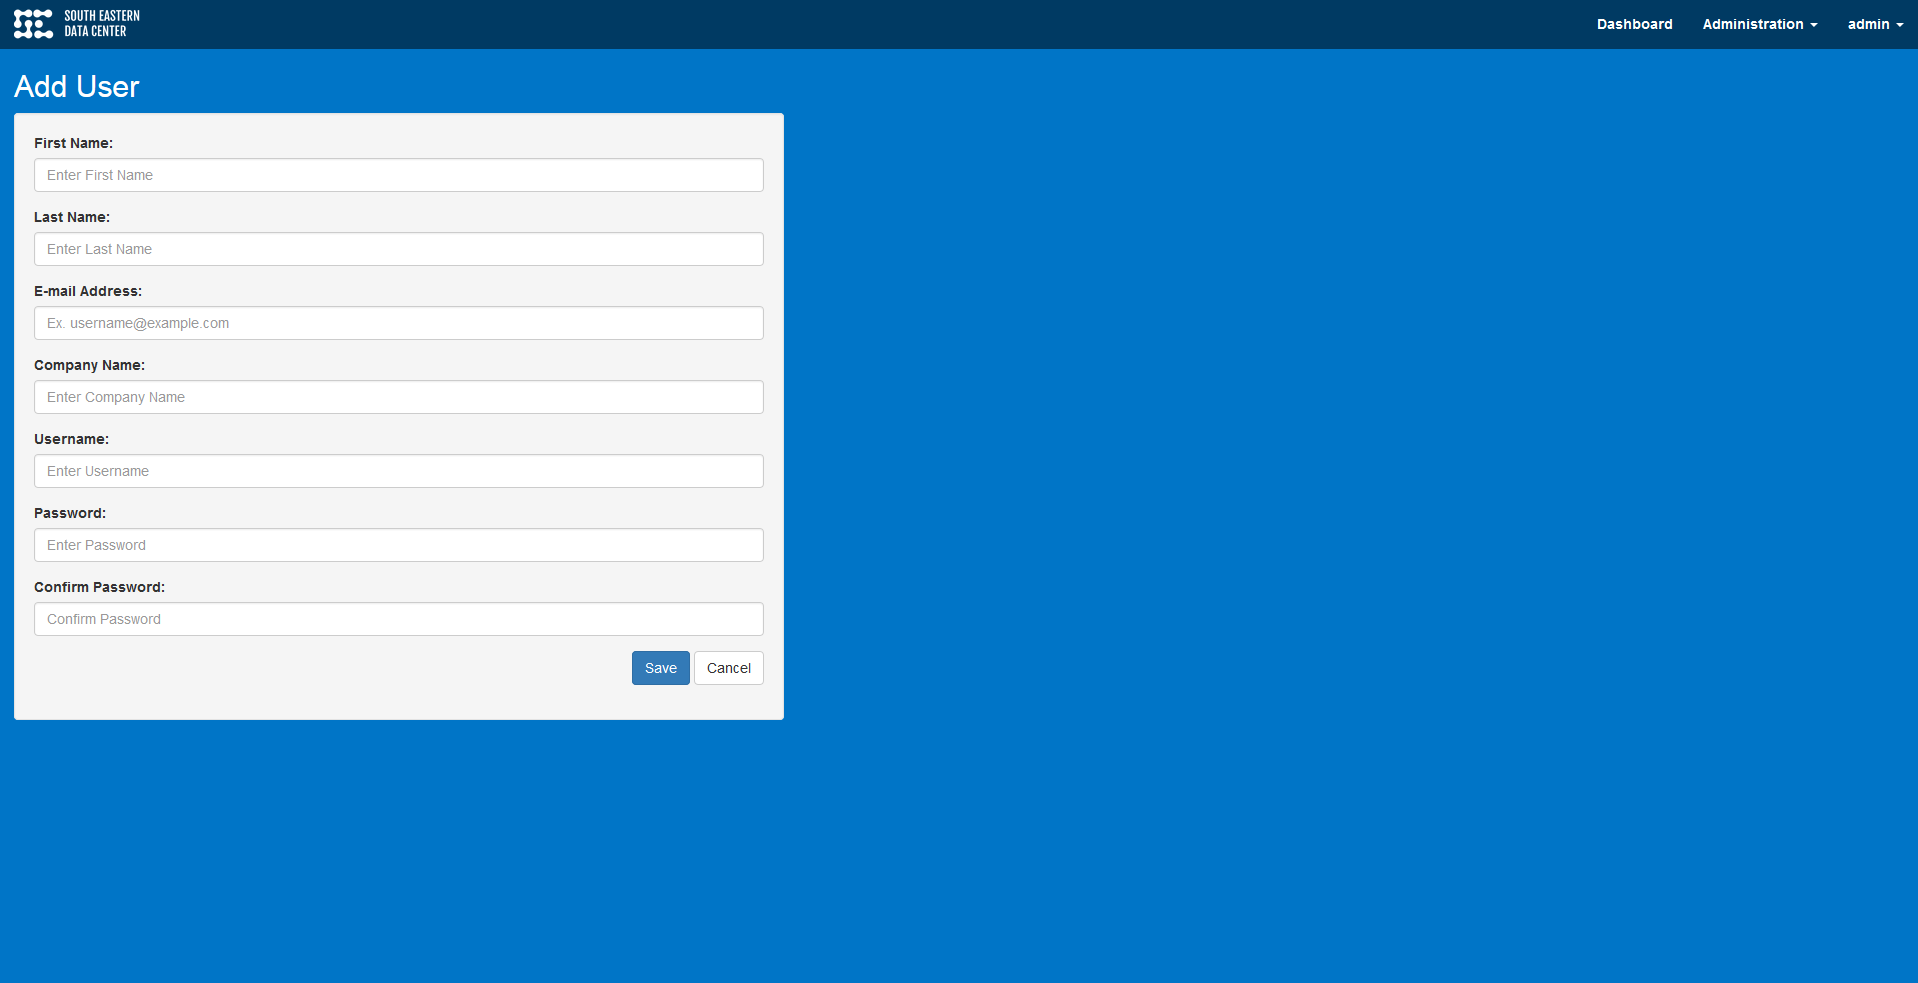 SOUTH EASTERN
DATA CENTER
Dashboard Administration admin
Add User
First Name:
Enter First Name
Last Name:
Enter Last Name
E-mail Address:
Ex. username@example.com
Company Name:
Enter Company Name
Username:
Enter Username
Password:
Enter Password
Confirm Password:
Confirm Password
Save Cancel